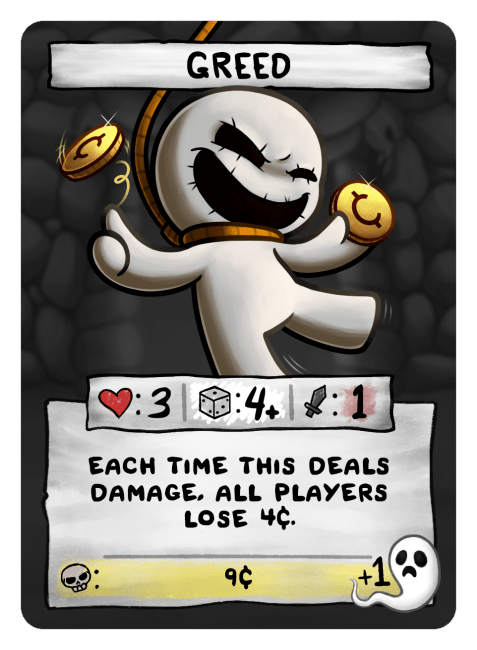 GREED
¢
¢
:3 :4+ :1
EACH TIME THIS DEALS
DAMAGE, ALL PLAYERS
LOSE 4¢.
: 9¢ +1